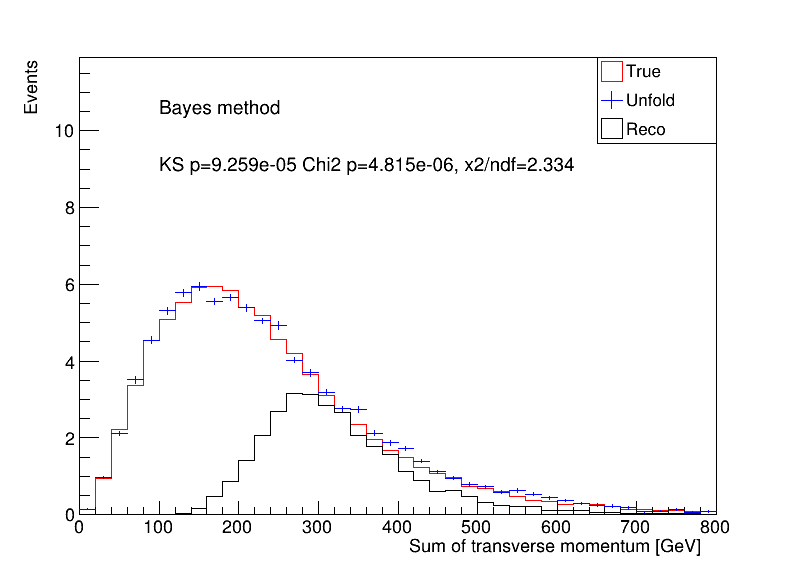 True
Unfold
Reco
Bayes method
KS p=9.259e-05 Chi2 p=4.815e-06, x2/ndf=2.334
Events
10
8
6
4
2
0
0 100 200 300 400 500 600 700 800
Sum of transverse momentum [GeV]